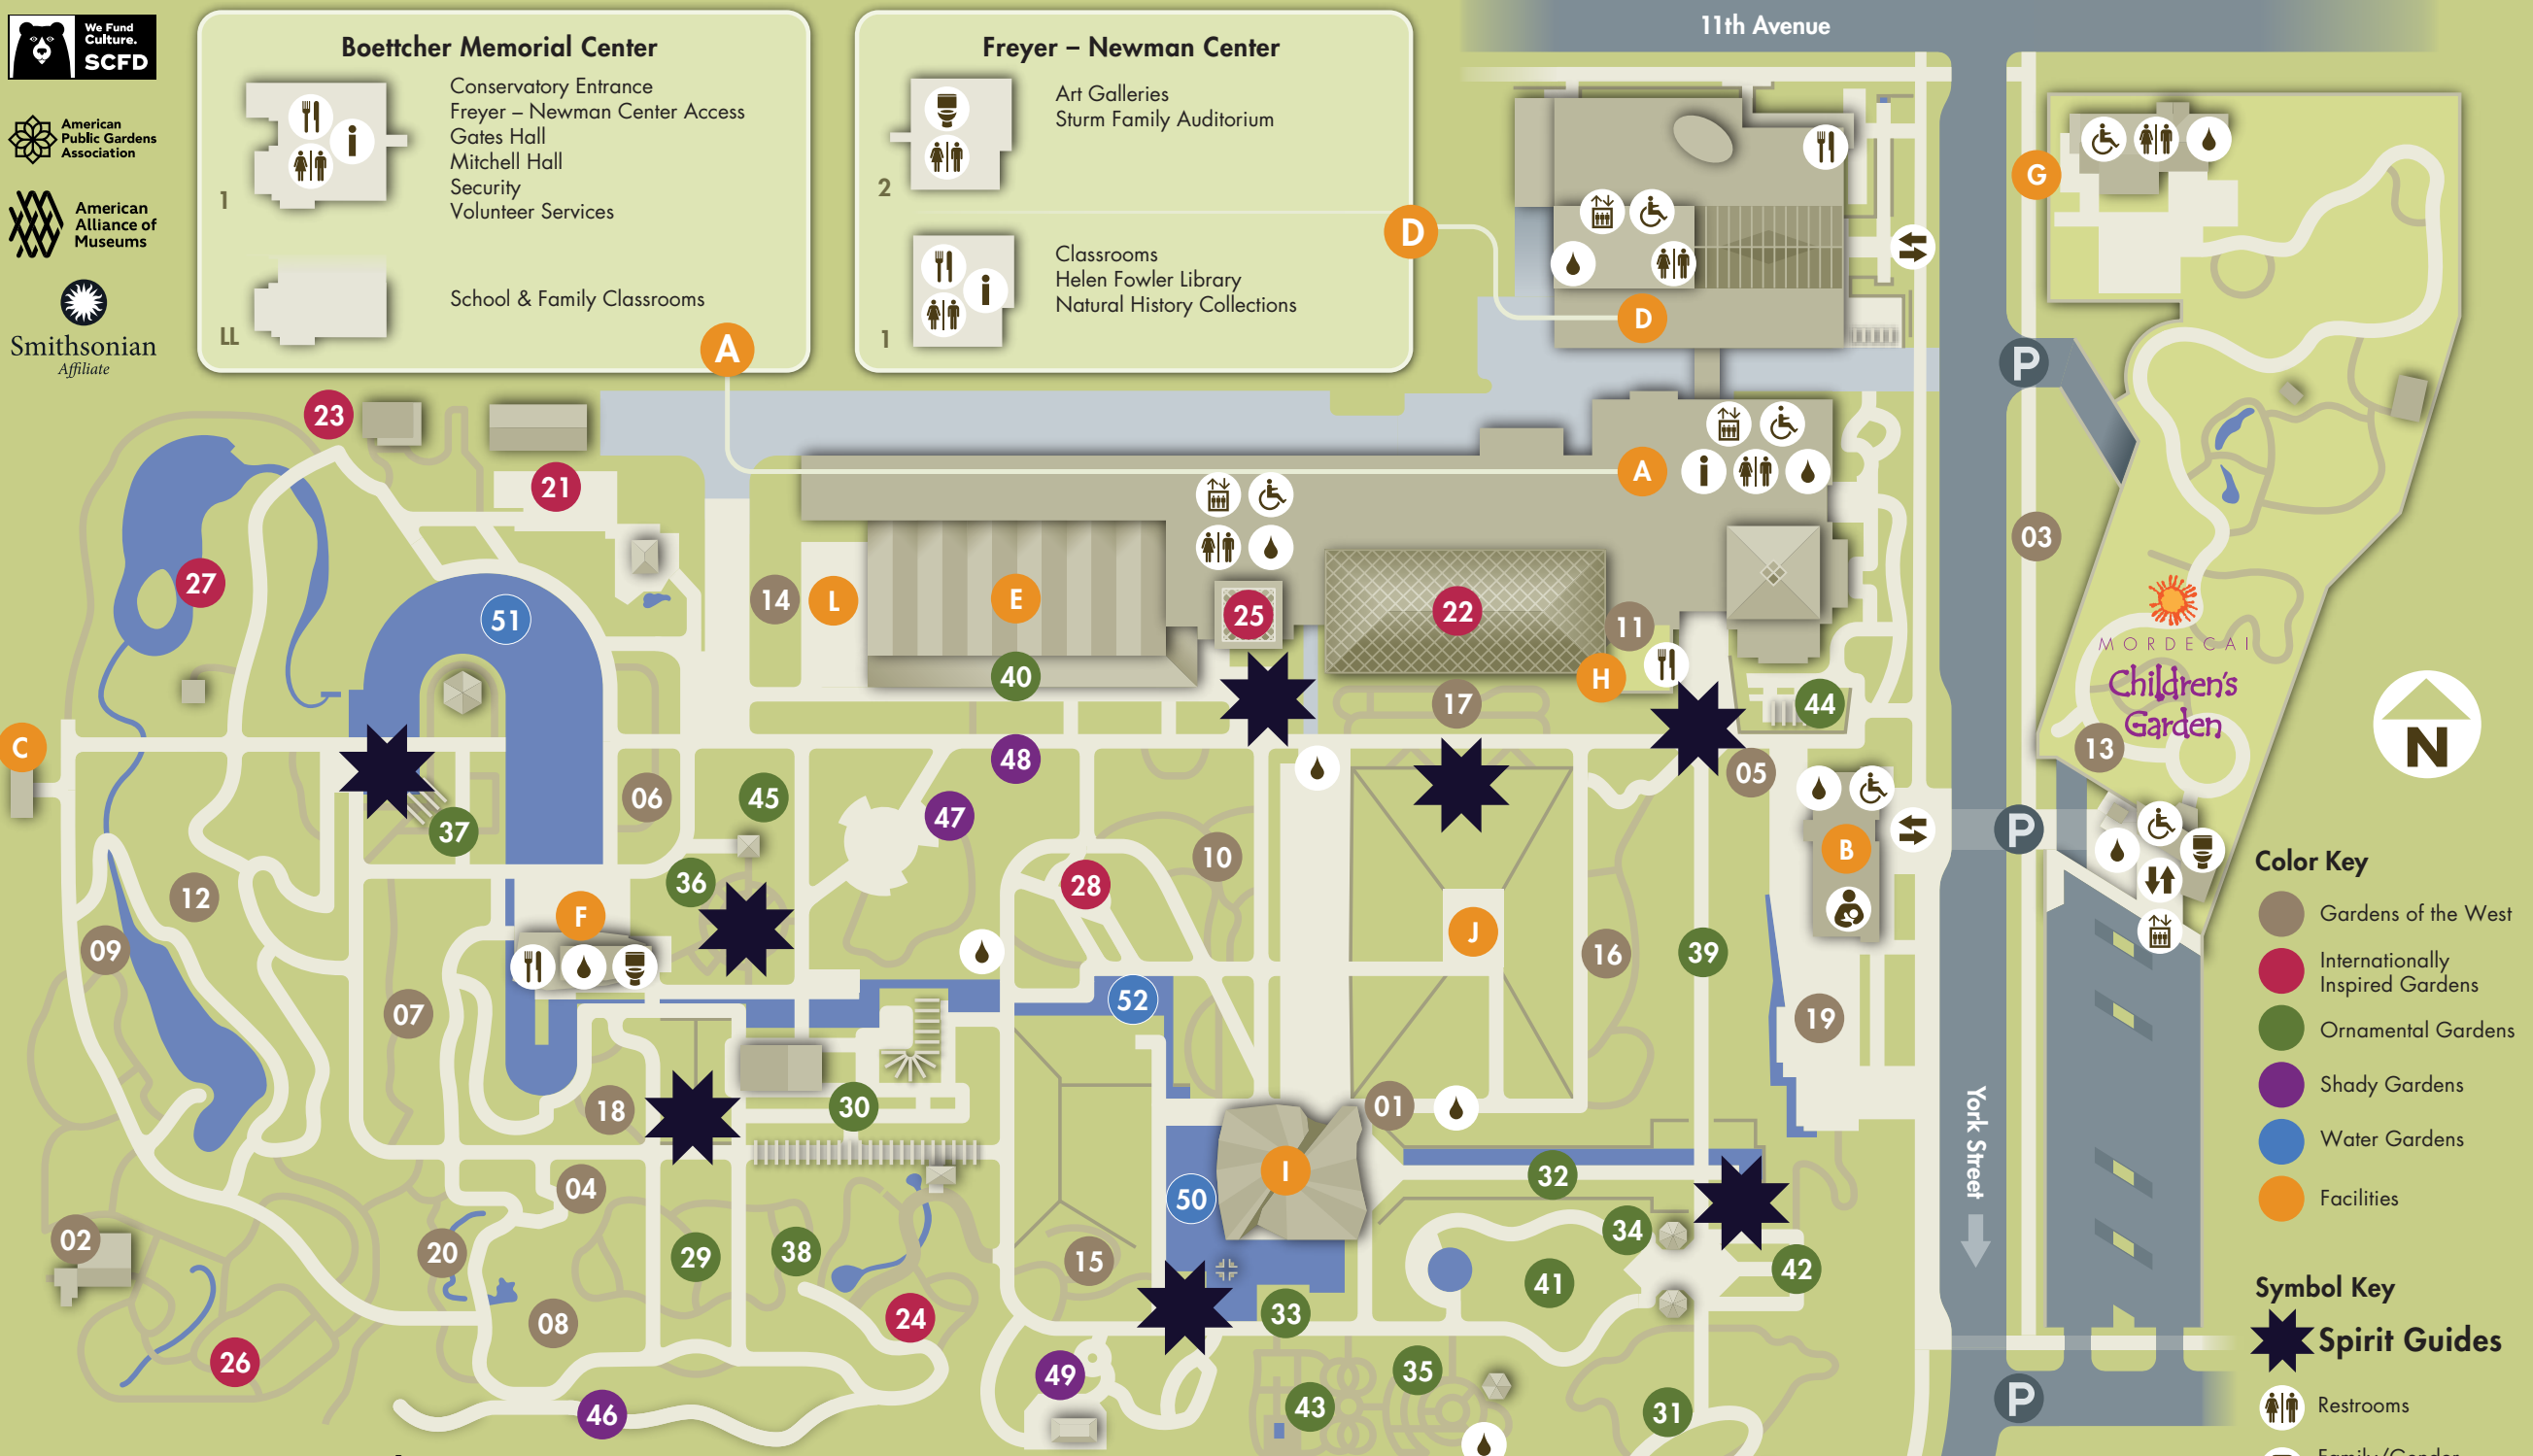 We Fund
Culture.
SCFD
American
Public Gardens
Association
American
Alliance of
Museums
Smithsonian
Affiliate
Boettcher Memorial Center
1
Conservatory Entrance
Freyer – Newman Center Access
Gates Hall
Mitchell Hall
Security
Volunteer Services
LL
School & Family Classrooms
A
Freyer – Newman Center
2
Art Galleries
Sturm Family Auditorium
1
Classrooms
Helen Fowler Library
Natural History Collections
D
11th Avenue
D
G
P
23
21
A
27
51
14
L
E
25
22
11
03
40
H
17
44
MORDECAI
Children's
Garden
13
N
C
48
05
06
45
47
37
36
28
10
B
P
12
F
09
J
16
39
07
52
19
18
30
01
York Street
04
50
I
32
02
20
29
38
15
34
41
42
08
24
33
26
49
35
46
43
31
P
Color Key
Gardens of the West
Internationally
Inspired Gardens
Ornamental Gardens
Shady Gardens
Water Gardens
Facilities
Symbol Key
Spirit Guides
Restrooms